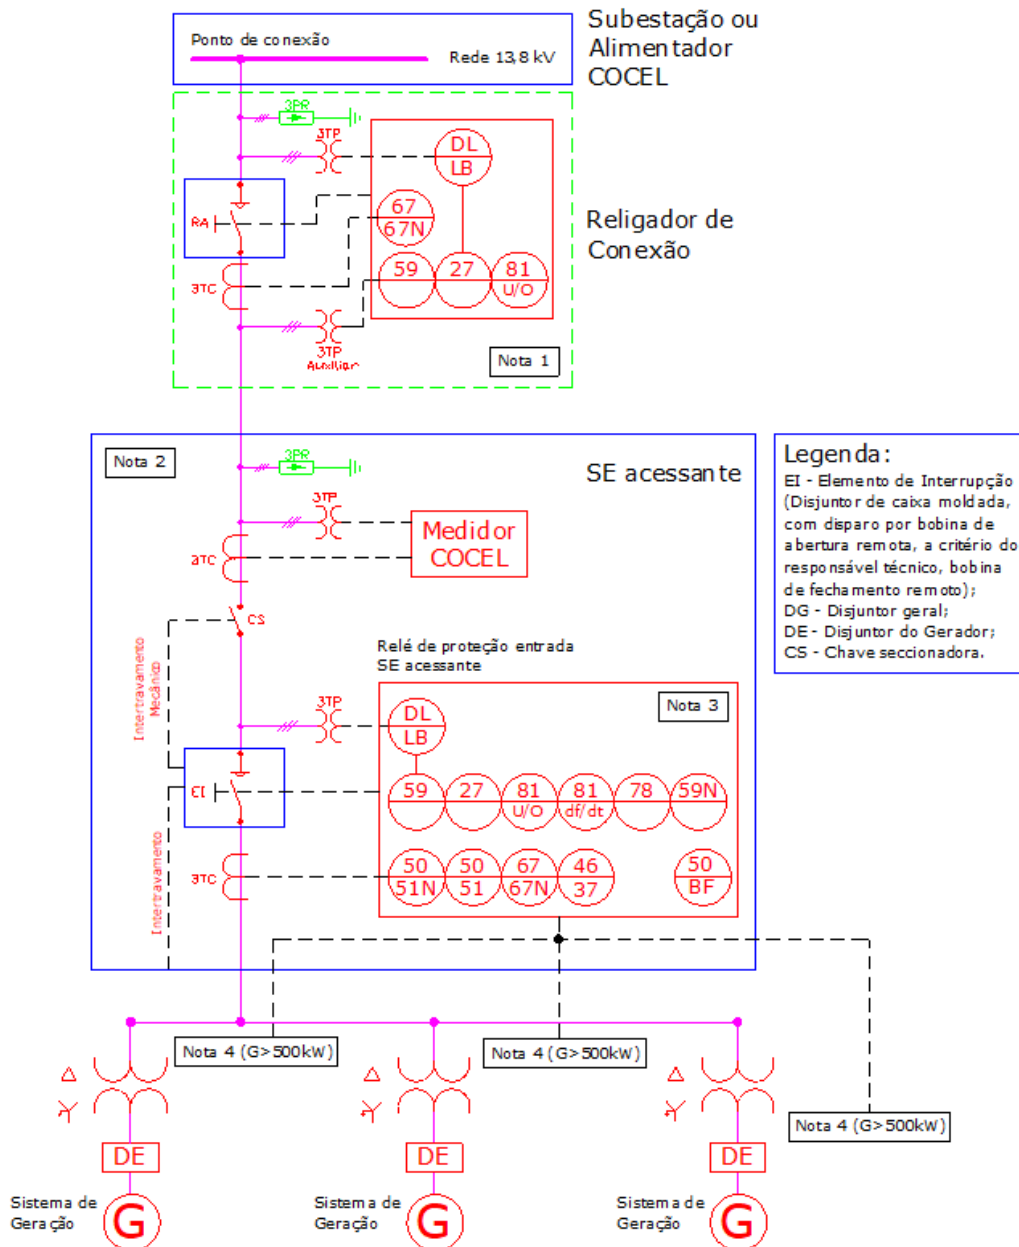 Subestação ou
Alimentador
COCEL
Ponto de conexão
Rede 13,8 kV
3PR
3TP
DL
LB
67
67N
RA
Religador de
Conexão
59
27
81
U/O
3TC
3TP
Auxiliar
Nota 1
Nota 2
3PR
SE acessante
3TP
Medidor
COCEL
3TC
CS
Legenda:
EI - Elemento de Interrupção
(Disjuntor de caixa moldada,
com disparo por bobina de
abertura remota, a critério do
responsável técnico, bobina
de fechamento remoto);
DG - Disjuntor geral;
DE - Disjuntor do Gerador;
CS - Chave seccionadora.
Intertravamento
Mecânico
Relé de proteção entrada
SE acessante
Nota 3
3TP
DL
LB
EI
59
27
81
U/O
81
df/dt
78
59N
Intertravamento
3TC
50
51N
50
51
67
67N
46
37
50
BF
Nota 4 (G>500kW)
Nota 4 (G>500kW)
Nota 4 (G>500kW)
DE
DE
DE
Sistema de
Geração
G
Sistema de
Geração
G
Sistema de
Geração
G